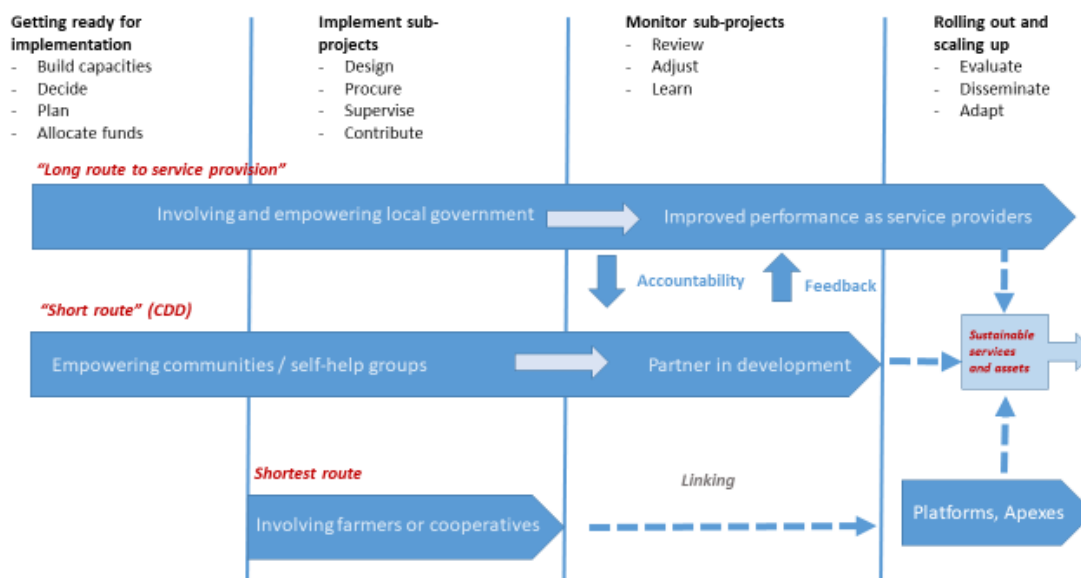 Getting ready for
implementation
- Build capacities
- Decide
- Plan
- Allocate funds
Implement sub-
projects
- Design
- Procure
- Supervise
- Contribute
Monitor sub-projects
- Review
- Adjust
- Learn
Rolling out and
scaling up
- Evaluate
- Disseminate
- Adapt
"Long route to service provision"
Involving and empowering local government
Improved performance as service providers
Accountability
Feedback
"Short route" (CDD)
Empowering communities / self-help groups
Partner in development
Sustainable
services
and assets
Shortest route
Linking
Involving farmers or cooperatives
Platforms, Apexes